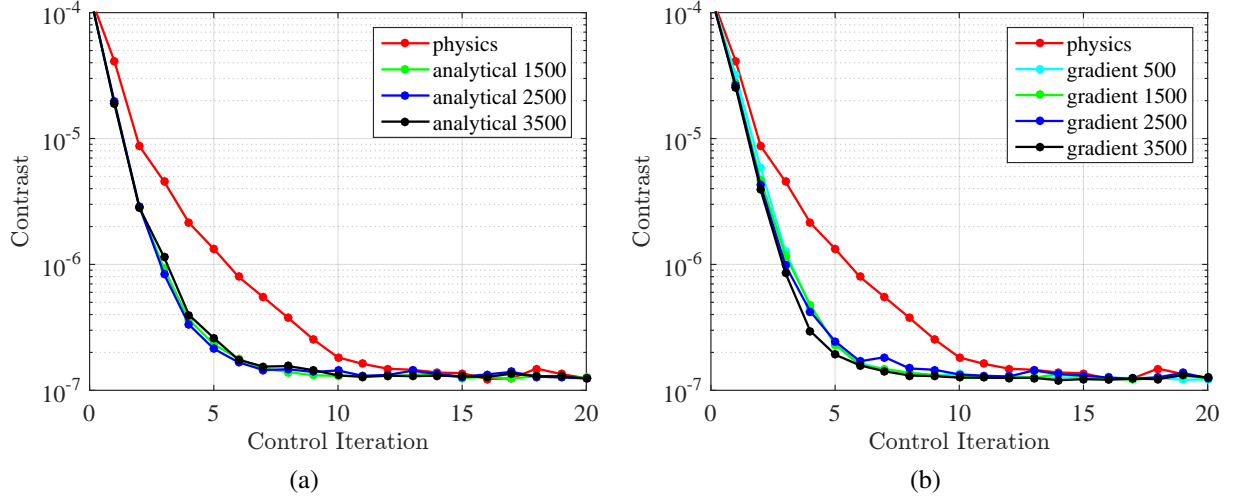 10^{-4}
10^{-5}
10^{-6}
10^{-7}
Contrast
0 5 10 15 20
Control Iteration
physics
analytical 1500
analytical 2500
analytical 3500
(a)
10^{-4}
10^{-5}
10^{-6}
10^{-7}
Contrast
0 5 10 15 20
Control Iteration
physics
gradient 500
gradient 1500
gradient 2500
gradient 3500
(b)